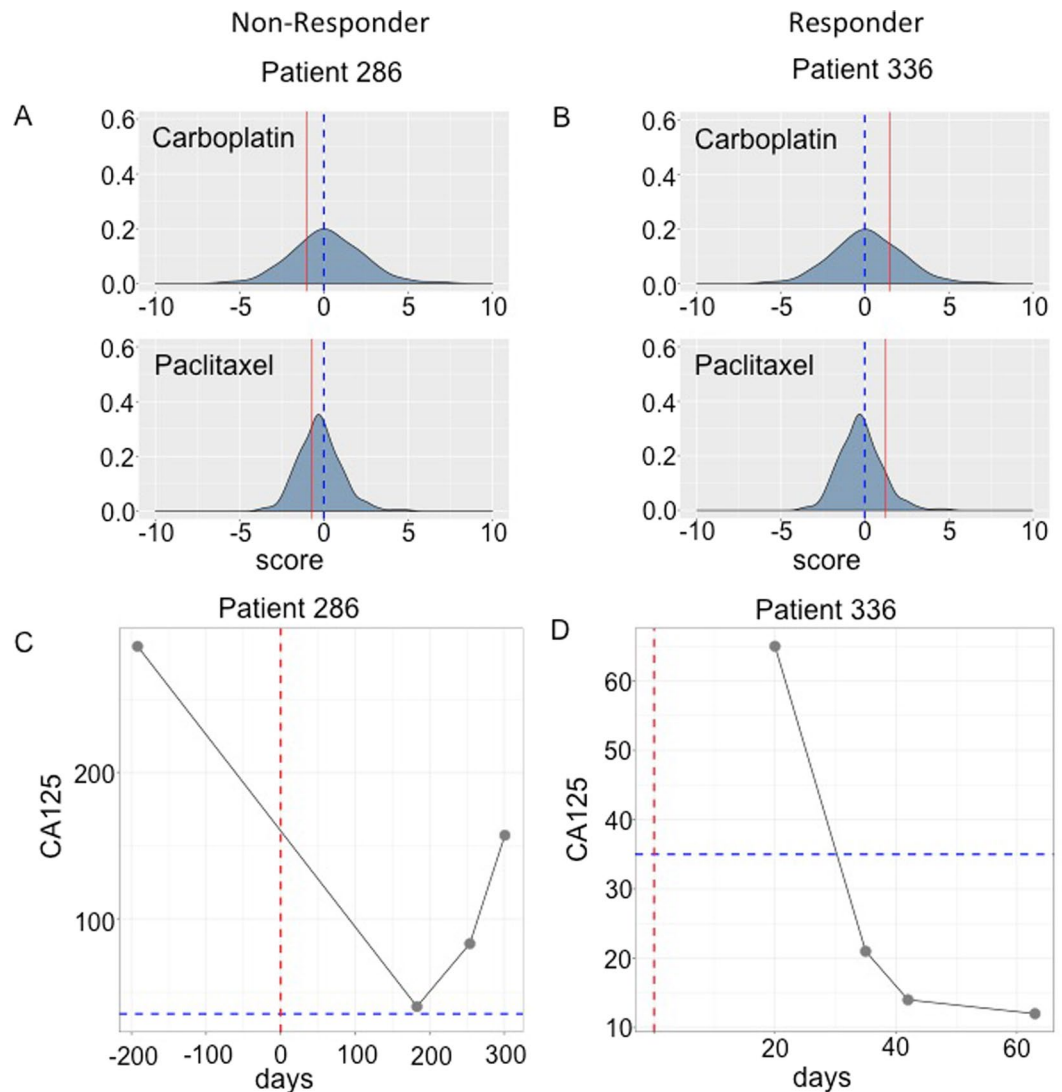 Non-Responder
Patient 286
A
Carboplatin
0.6
0.4
0.2
0.0
-10 -5 0 5 10
Paclitaxel
0.6
0.4
0.2
0.0
-10 -5 0 5 10
score
Responder
Patient 336
B
Carboplatin
0.6
0.4
0.2
0.0
-10 -5 0 5 10
Paclitaxel
0.6
0.4
0.2
0.0
-10 -5 0 5 10
score
Patient 286
C
CA125
200
100
-200 -100 0 100 200 300
days
Patient 336
D
CA125
60
50
40
30
20
10
20 40 60
days